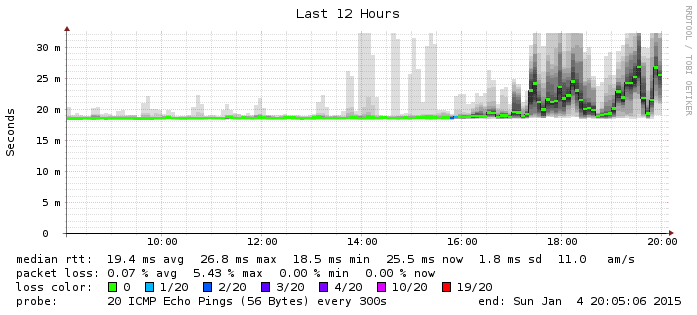 Last 12 Hours
RRDTOOL / TOBI OETIKER
Seconds
30 m
25 m
20 m
15 m
10 m
5 m
0
10:00 12:00 14:00 16:00 18:00 20:00
median rtt: 19.4 ms avg 26.8 ms max 18.5 ms min 25.5 ms now 1.8 ms sd 11.0 am/s
packet loss: 0.07 % avg 5.43 % max 0.00 % min 0.00 % now
loss color: 0 1/20 2/20 3/20 4/20 10/20 19/20
probe: 20 ICMP Echo Pings (56 Bytes) every 300s end: Sun Jan 4 20:05:06 2015